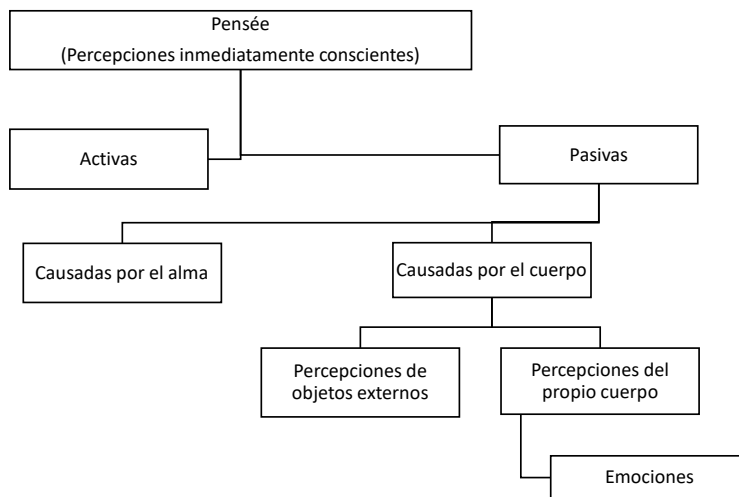 Pensée
(Percepciones inmediatamente conscientes)
Activas
Pasivas
Causadas por el alma
Causadas por el cuerpo
Percepciones de
objetos externos
Percepciones del
propio cuerpo
Emociones